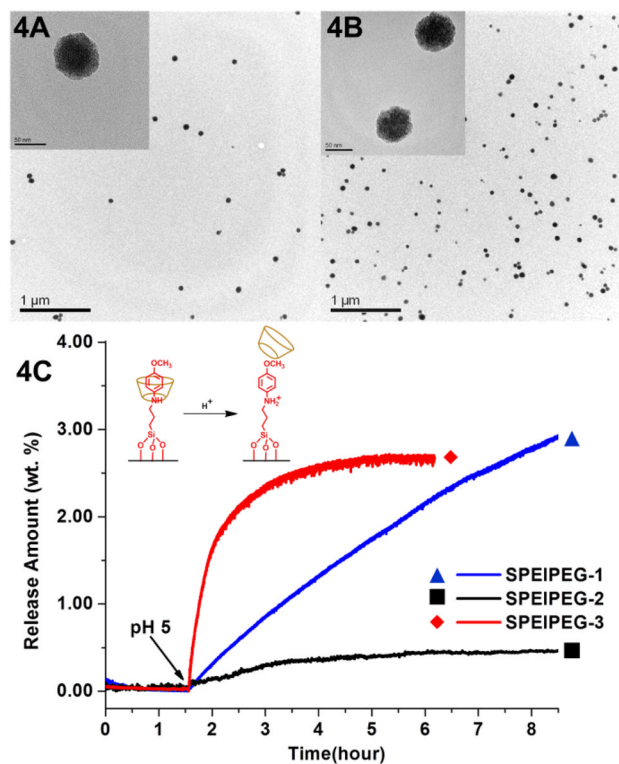 4A
50 nm
1 µm
4B
50 nm
1 µm
4C
4.00
3.00
2.00
1.00
0.00
Release Amount (wt. %)
OCH3
NH
Si
O O O
H+
OCH3
NH2+
Si
O O O
pH 5
SPEIPEG-1
SPEIPEG-2
SPEIPEG-3
0 1 2 3 4 5 6 7 8
Time(hour)